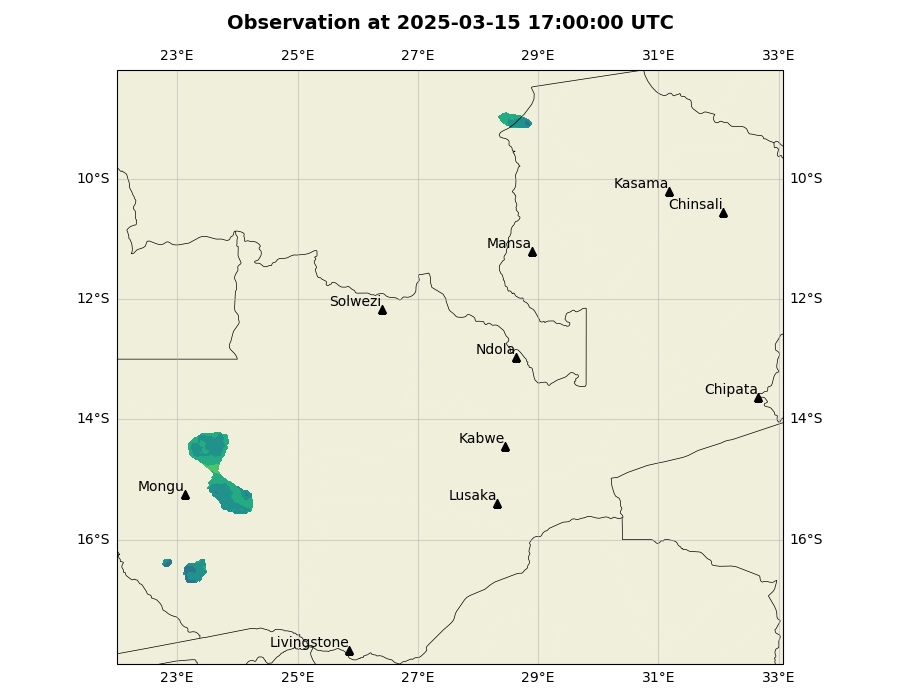 Observation at 2025-03-15 17:00:00 UTC
23°E 25°E 27°E 29°E 31°E 33°E
10°S 10°S
Kasama
Chinsali
Mansa
12°S 12°S
Solwezi
Ndola
Chipata
14°S 14°S
Kabwe
Mongu
Lusaka
16°S 16°S
Livingstone
23°E 25°E 27°E 29°E 31°E 33°E